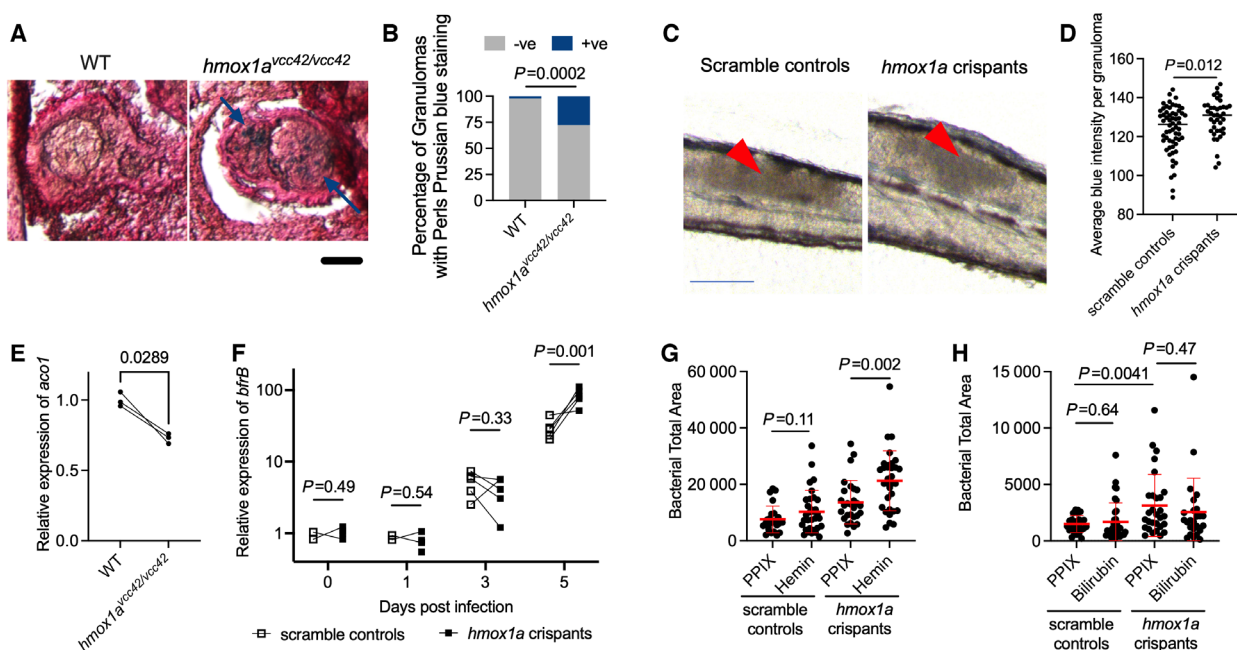 A
WT
hmox1a^vcc42/vcc42
B
-ve +ve
P=0.0002
Percentage of Granulomas
with Perls Prussian blue staining
100
75
50
25
0
WT
hmox1a^vcc42/vcc42
C
Scramble controls
hmox1a crispants
D
P=0.012
Average blue intensity per granuloma
160
140
120
100
80
scramble controls
hmox1a crispants
E
0.0289
Relative expression of aco1
1.0
0.5
0.0
WT
hmox1a^vcc42/vcc42
F
Relative expression of bfrB
100
10
1
P=0.49
P=0.54
P=0.33
P=0.001
0 1 3 5
Days post infection
scramble controls hmox1a crispants
G
Bacterial Total Area
60 000
40 000
20 000
0
P=0.11
P=0.002
PPIX Hemin PPIX Hemin
scramble hmox1a
controls crispants
H
Bacterial Total Area
15000
10000
5000
0
P=0.47
P=0.0041
P=0.64
PPIX Bilirubin PPIX Bilirubin
scramble hmox1a
controls crispants